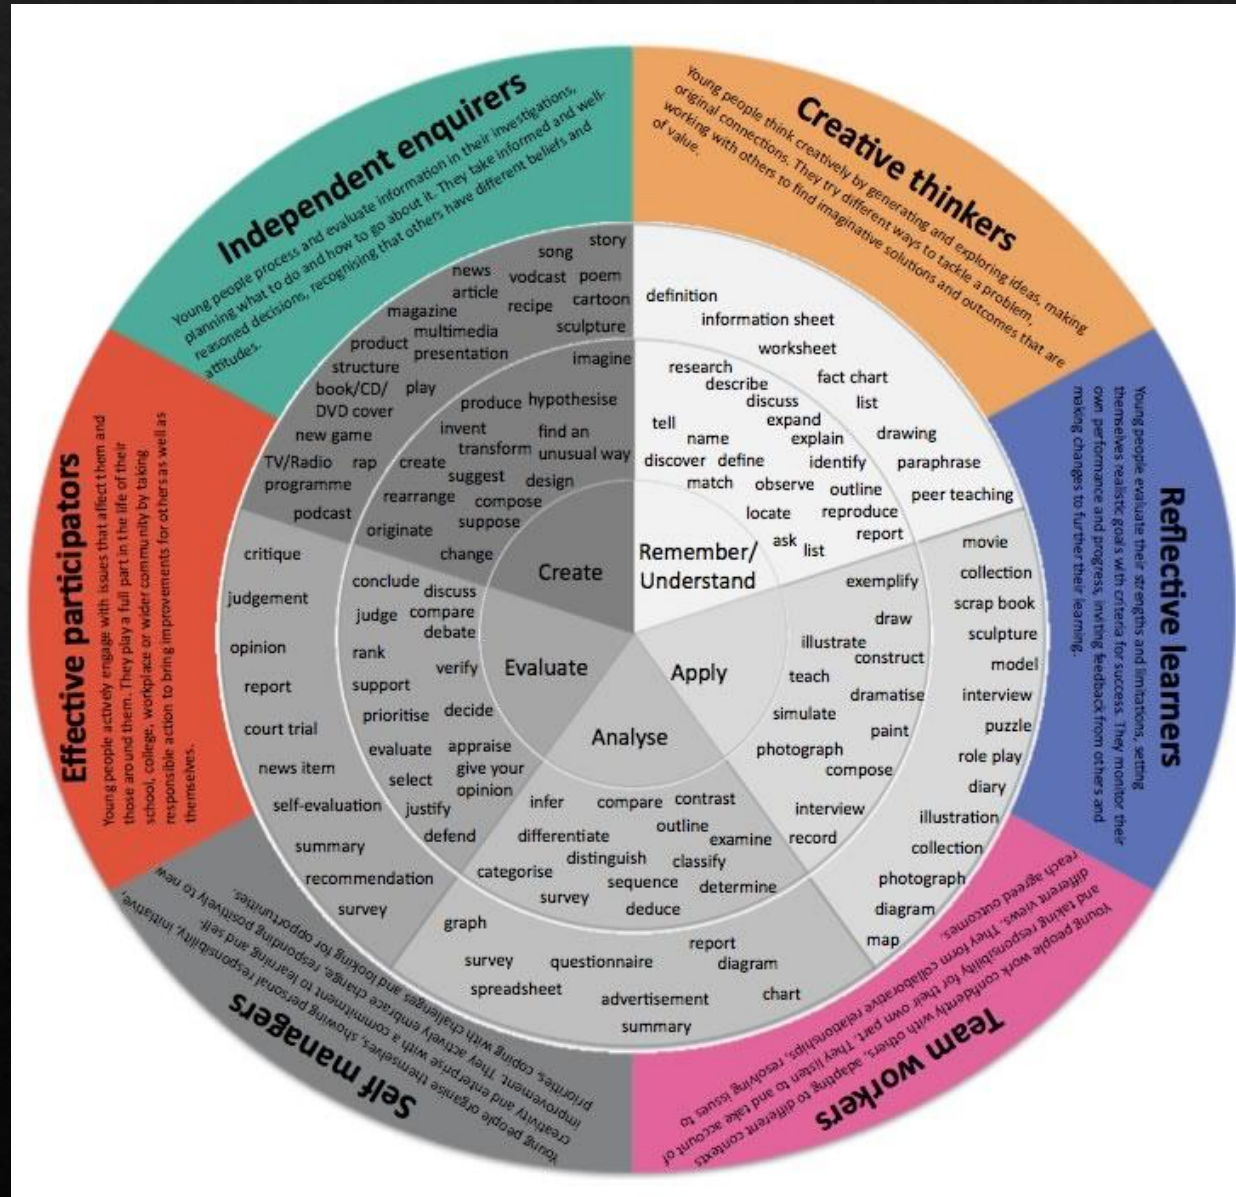 Independent enquirers
Young people process and evaluate information in their investigations,
planning what to do and how to go about it. They take informed and well-
reasoned decisions, recognising that others have different beliefs and
attitudes.
Creative thinkers
Young people think creatively by generating and exploring ideas, making
original connections. They try different ways to tackle a problem,
working with others to find imaginative solutions and outcomes that are
of value.
Reflective learners
Young people evaluate their strengths and limitations, setting
themselves realistic goals with criteria for success. They monitor their
own performance and progress, inviting feedback from others and
making changes to further their learning.
Team workers
Young people work confidently with others, adapting to different contexts
and taking responsibility for their own part. They listen to and take account of
different views. They form collaborative relationships, resolving issues to
reach agreed outcomes.
Self managers
Young people organise themselves, showing personal responsibility, initiative,
creativity and enterprise with a commitment to learning and self-
improvement. They actively embrace change, responding positively to new
priorities, coping with challenges and looking for opportunities.
Effective participators
Young people actively engage with issues that affect them and
those around them. They play a full part in the life of their
school, college, workplace or wider community by taking
responsible action to bring improvements for others as well as
themselves.
Remember/
Understand
research
describe
discuss
tell
expand
name
explain
discover
define
identify
match
observe
outline
locate
reproduce
ask
list
report
definition
information sheet
worksheet
fact chart
list
drawing
paraphrase
peer teaching
Apply
exemplify
draw
illustrate
construct
teach
dramatise
simulate
paint
photograph
compose
interview
record
movie
collection
scrap book
sculpture
model
interview
puzzle
role play
diary
illustration
collection
photograph
diagram
map
Analyse
infer
compare
contrast
outline
differentiate
examine
distinguish
classify
categorise
sequence
determine
survey
deduce
graph
report
survey
questionnaire
diagram
spreadsheet
advertisement
chart
summary
Evaluate
conclude
discuss
judge
compare
debate
rank
verify
support
prioritise
decide
evaluate
appraise
give your
opinion
select
justify
defend
critique
judgement
opinion
report
court trial
news item
self-evaluation
summary
recommendation
survey
Create
imagine
produce
hypothesise
invent
find an
unusual way
transform
create
suggest
design
rearrange
compose
originate
suppose
change
story
song
news
article
vodcast
poem
magazine
recipe
cartoon
multimedia
presentation
sculpture
product
structure
book/CD/
DVD cover
play
new game
TV/Radio
programme
rap
podcast